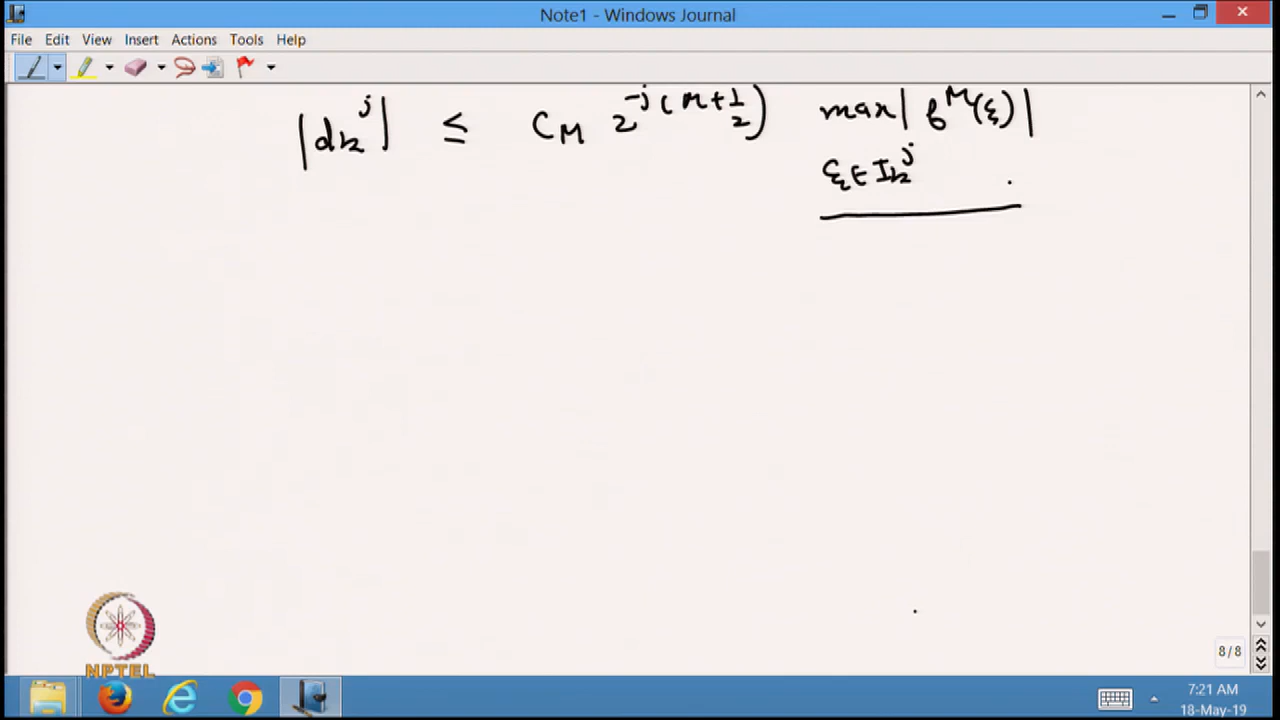 Note1 - Windows Journal
File Edit View Insert Actions Tools Help
|d_k^j| ≤ C_M 2^{-j(M+1/2)} max|f^M(ξ)|
ξ∈I_k^j
NPTEL
8/8
7:21 AM
18-May-19